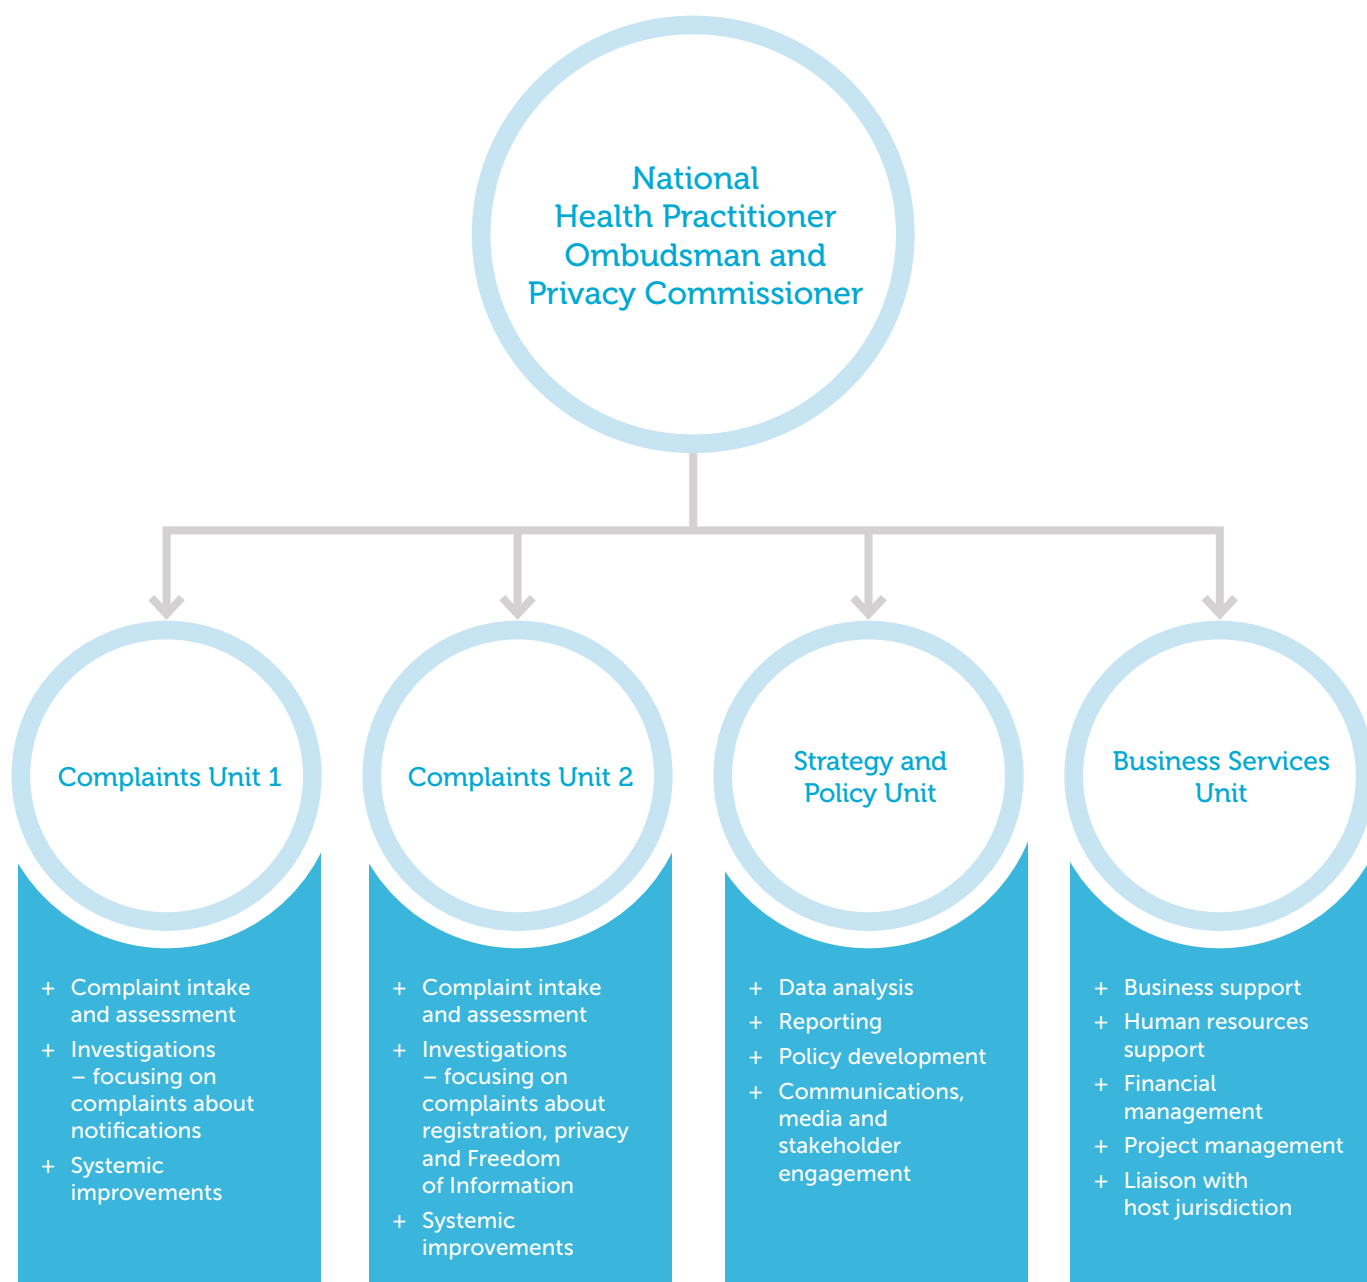 National
Health Practitioner
Ombudsman and
Privacy Commissioner
Complaints Unit 1
Complaints Unit 2
Strategy and
Policy Unit
Business Services
Unit
+ Complaint intake
and assessment
+ Investigations
– focusing on
complaints about
notifications
+ Systemic
improvements
+ Complaint intake
and assessment
+ Investigations
– focusing on
complaints about
registration, privacy
and Freedom
of Information
+ Systemic
improvements
+ Data analysis
+ Reporting
+ Policy development
+ Communications,
media and
stakeholder
engagement
+ Business support
+ Human resources
support
+ Financial
management
+ Project management
+ Liaison with
host jurisdiction